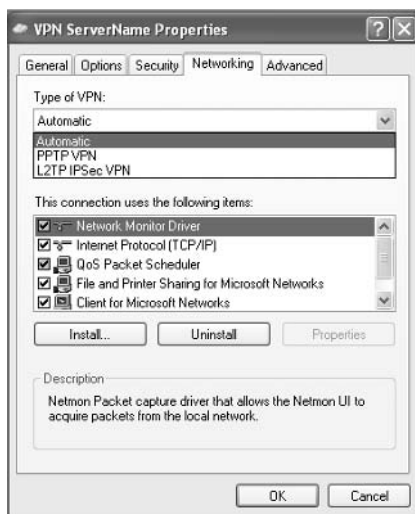 VPN ServerName Properties
General Options Security Networking Advanced
Type of VPN:
Automatic
Automatic
PPTP VPN
L2TP IPSec VPN
This connection uses the following items:
Network Monitor Driver
Internet Protocol (TCP/IP)
QoS Packet Scheduler
File and Printer Sharing for Microsoft Networks
Client for Microsoft Networks
Install... Uninstall Properties
Description
Netmon Packet capture driver that allows the Netmon UI to
acquire packets from the local network.
OK Cancel